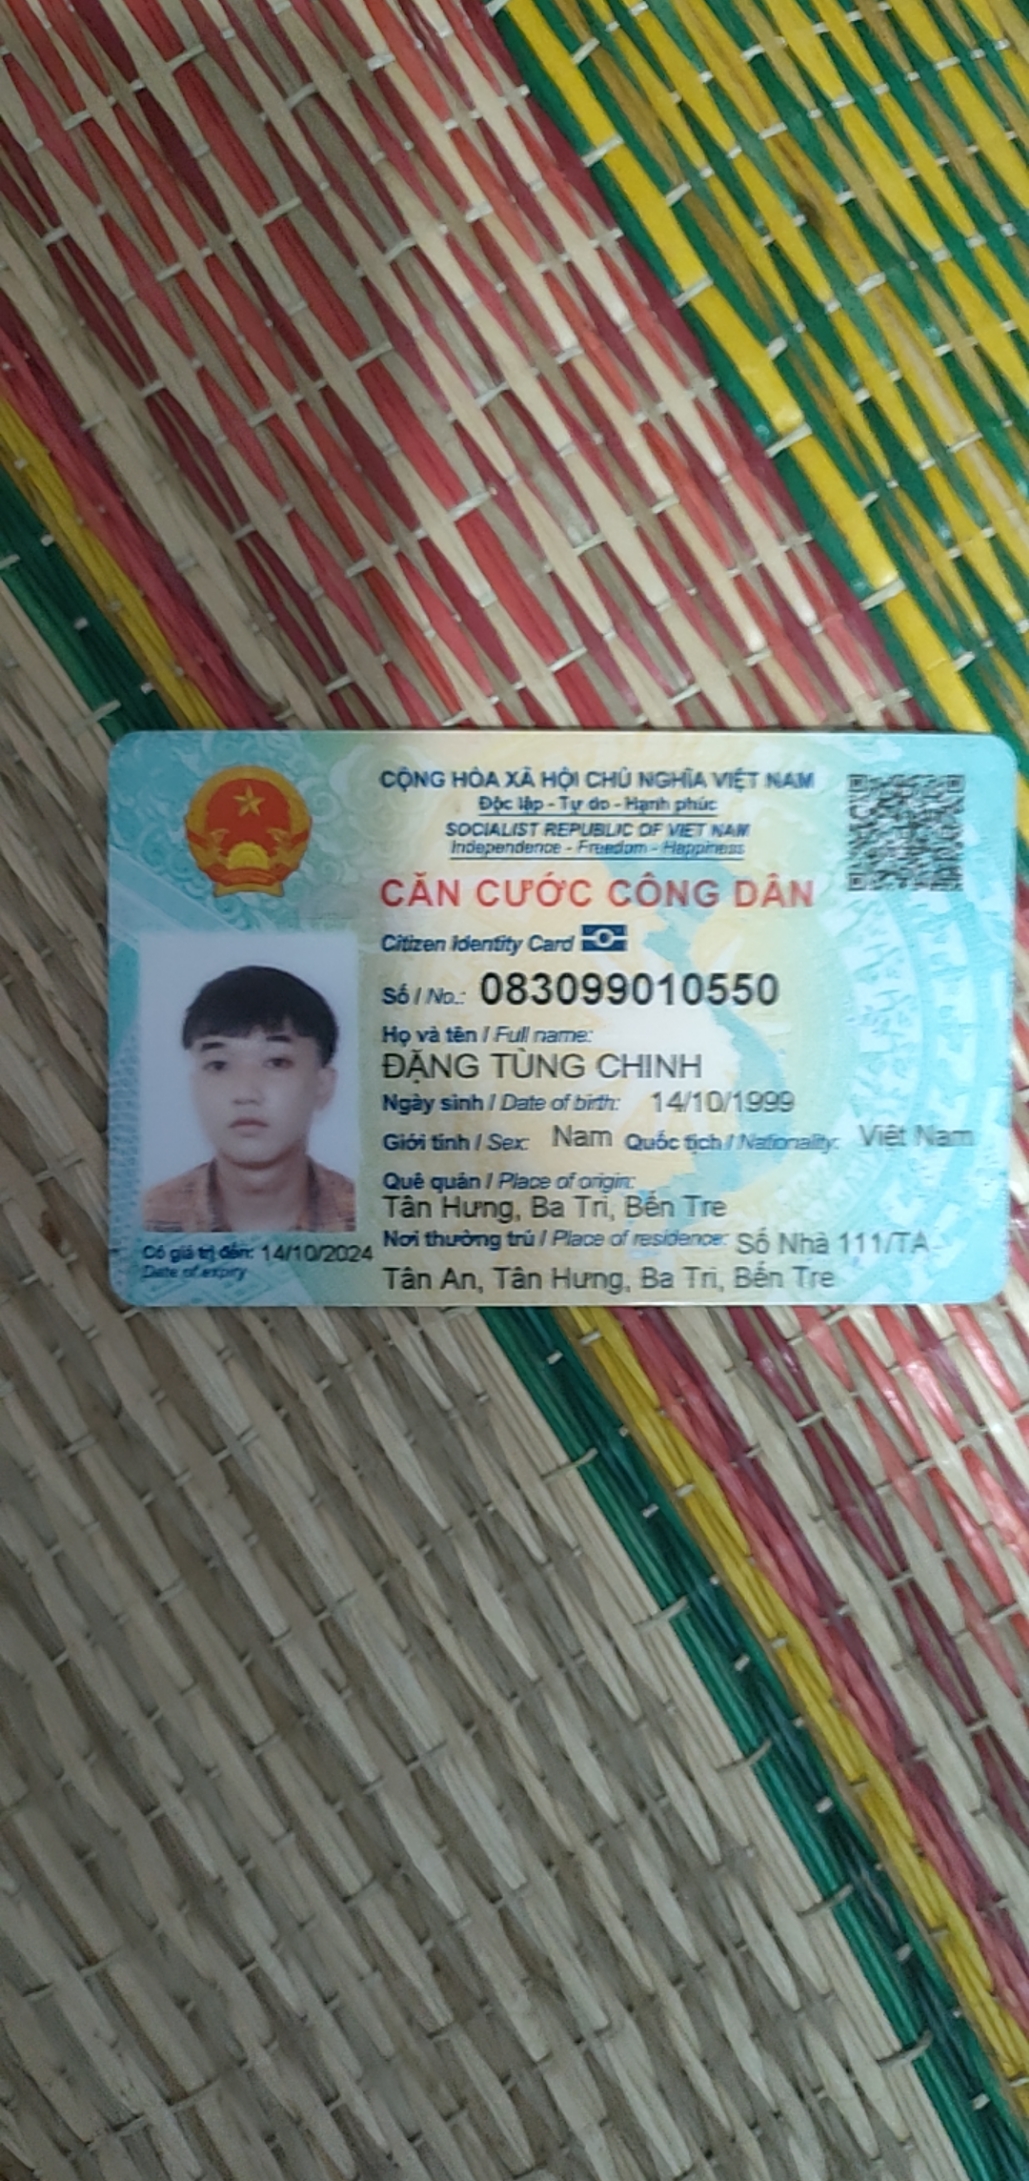 CỘNG HÒA XÃ HỘI CHỦ NGHĨA VIỆT NAM
Độc lập - Tự do - Hạnh phúc
SOCIALIST REPUBLIC OF VIET NAM
Independence - Freedom - Happiness
CĂN CƯỚC CÔNG DÂN
Citizen Identity Card
Số / No.: 083099010550
Họ và tên / Full name:
ĐẶNG TÙNG CHINH
Ngày sinh / Date of birth: 14/10/1999
Giới tính / Sex: Nam Quốc tịch / Nationality: Việt Nam
Quê quán / Place of origin:
Tân Hưng, Ba Tri, Bến Tre
Nơi thường trú / Place of residence: Số Nhà 111/TA
Tân An, Tân Hưng, Ba Tri, Bến Tre
Có giá trị đến: 14/10/2024
Date of expiry